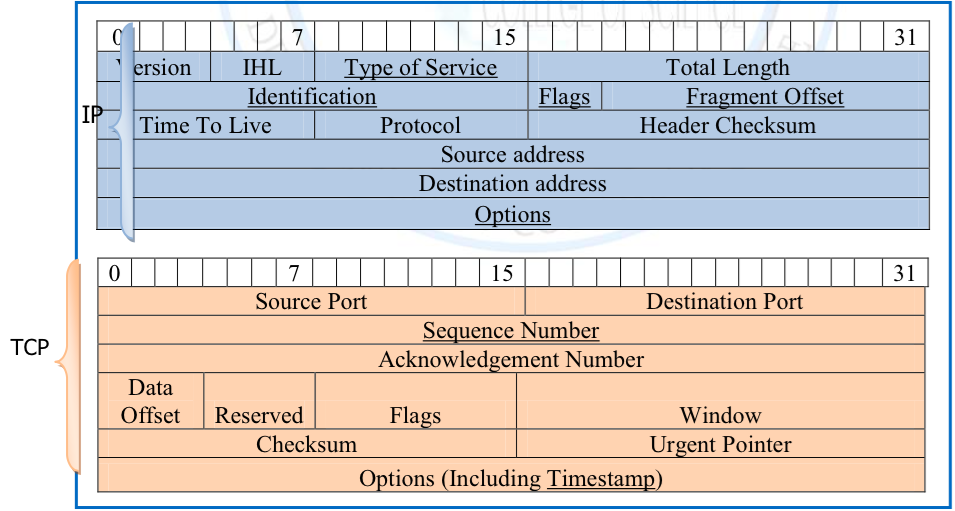 0 7 15 31
Version IHL Type of Service Total Length
Identification Flags Fragment Offset
IP
Time To Live Protocol Header Checksum
Source address
Destination address
Options
0 7 15 31
Source Port Destination Port
Sequence Number
TCP
Acknowledgement Number
Data
Offset Reserved Flags Window
Checksum Urgent Pointer
Options (Including Timestamp)